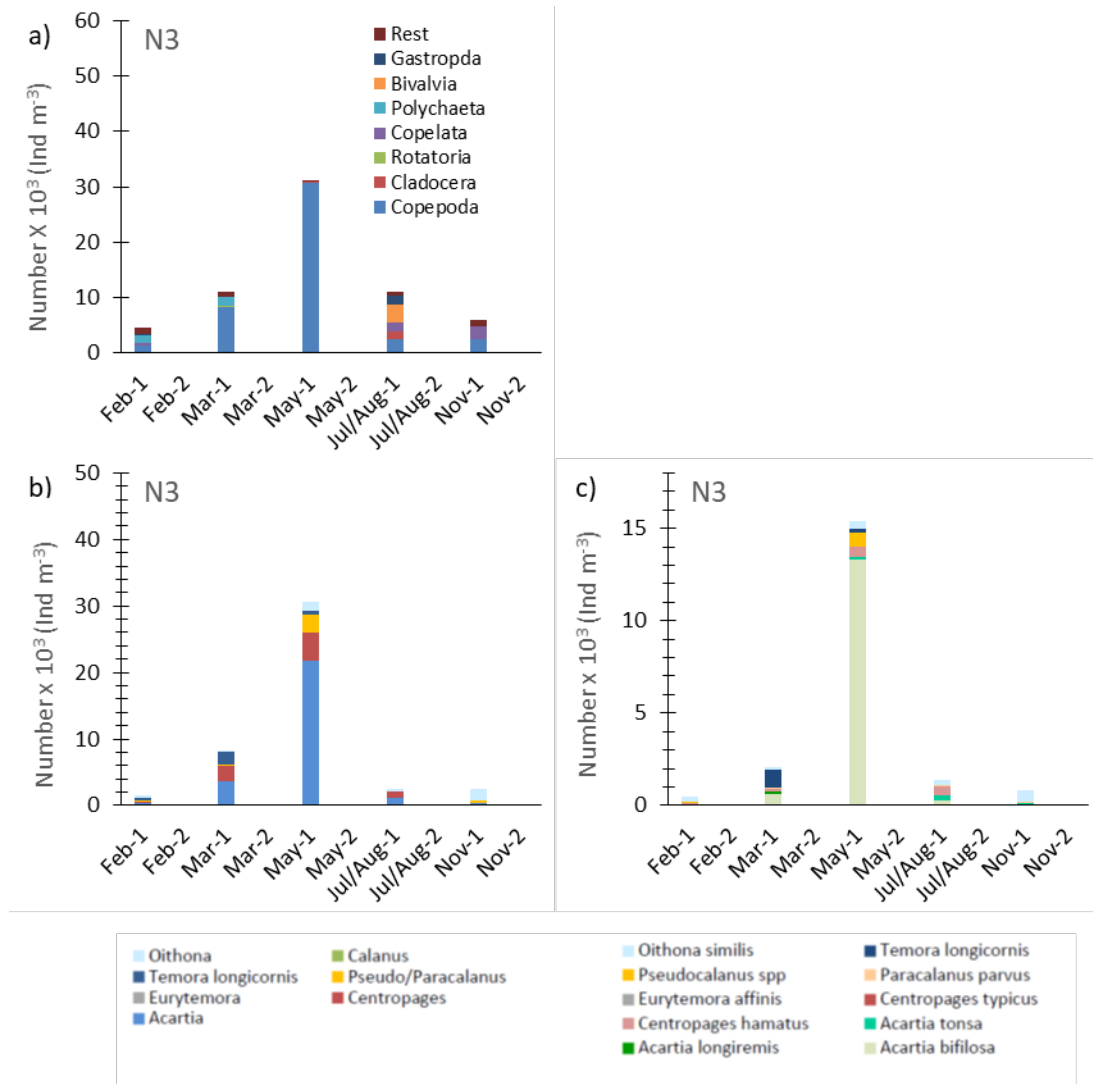 a)
N3
Rest
Gastropda
Bivalvia
Polychaeta
Copelata
Rotatoria
Cladocera
Copepoda
Number X 10³ (Ind m⁻³)
60
50
40
30
20
10
0
Feb-1
Feb-2
Mar-1
Mar-2
May-1
May-2
Jul/Aug-1
Jul/Aug-2
Nov-1
Nov-2
b)
N3
Number x 10³ (Ind m⁻³)
50
40
30
20
10
0
Feb-1
Feb-2
Mar-1
Mar-2
May-1
May-2
Jul/Aug-1
Jul/Aug-2
Nov-1
Nov-2
c)
N3
Number x 10³ (Ind m⁻³)
15
10
5
0
Feb-1
Feb-2
Mar-1
Mar-2
May-1
May-2
Jul/Aug-1
Jul/Aug-2
Nov-1
Nov-2
Oithona
Calanus
Temora longicornis
Pseudo/Paracalanus
Eurytemora
Centropages
Acartia
Oithona similis
Temora longicornis
Pseudocalanus spp
Paracalanus parvus
Eurytemora affinis
Centropages typicus
Centropages hamatus
Acartia tonsa
Acartia longiremis
Acartia bifilosa